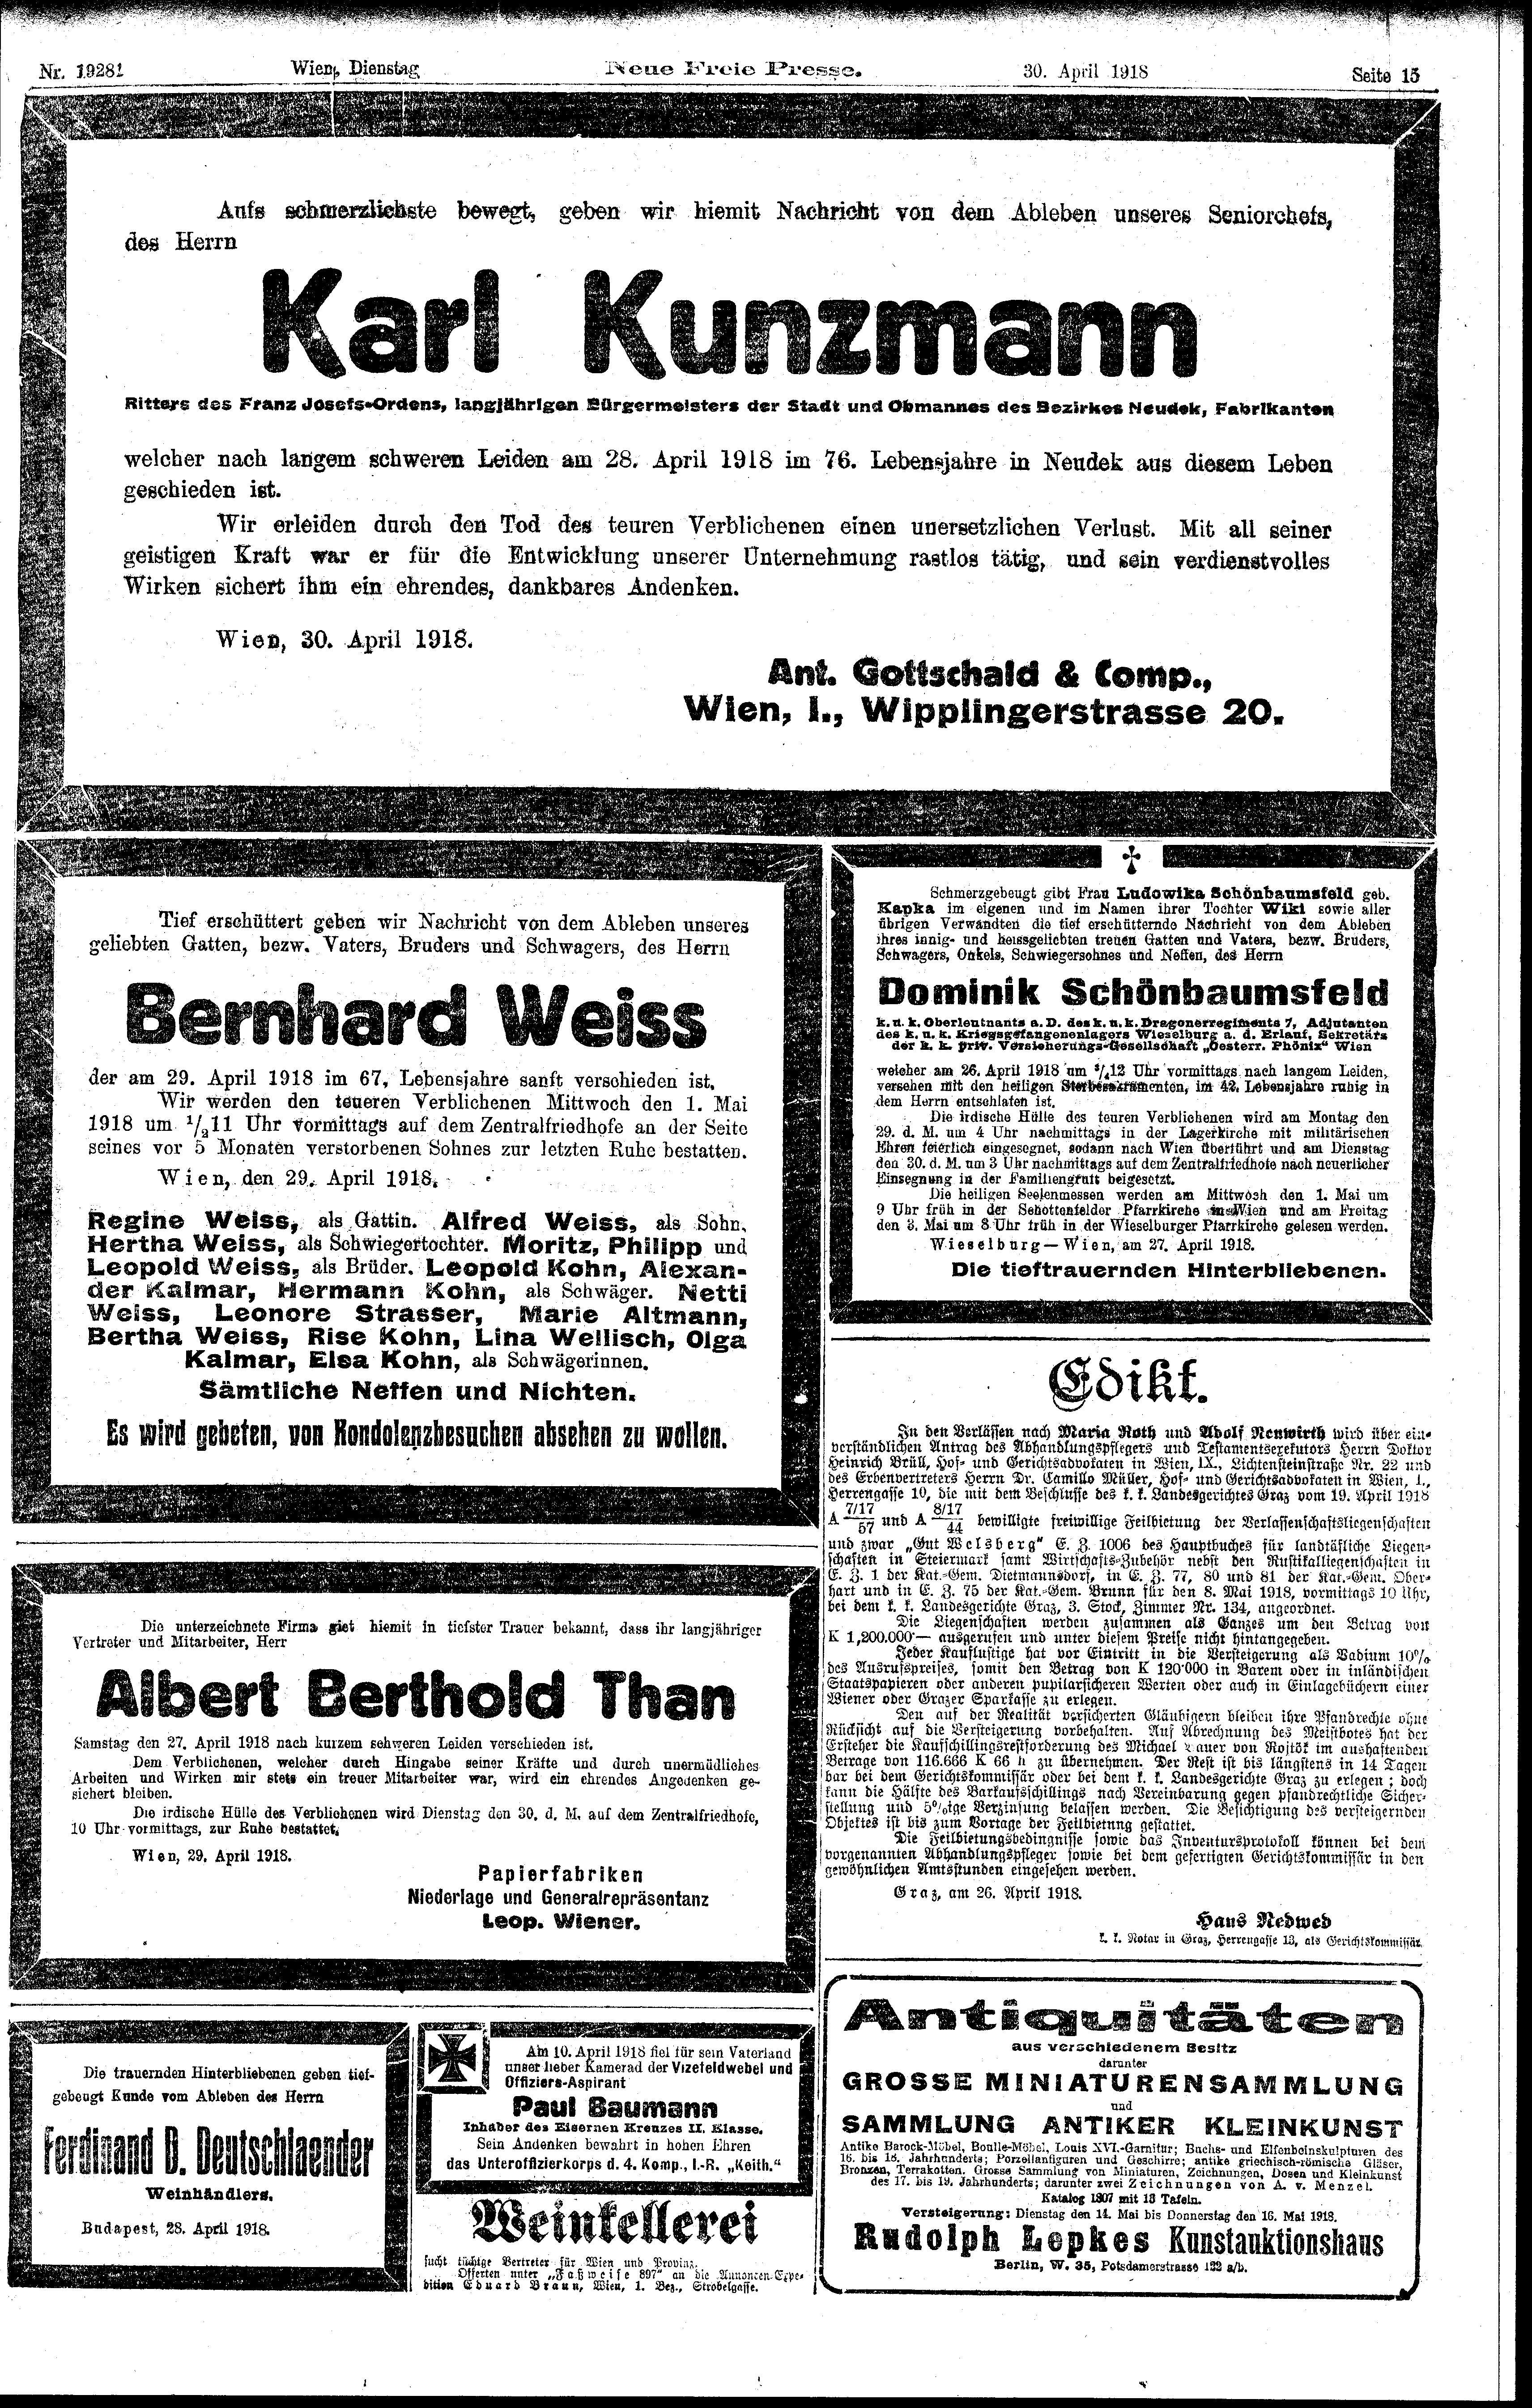 Nr. 19281 Wien, Dienstag Neue Freie Presse. 30. April 1918 Seite 15
Aufs schmerzlichste bewegt, geben wir hiemit Nachricht von dem Ableben unseres Seniorchefs,
des Herrn
Karl Kunzmann
Ritters des Franz Josefs-Ordens, langjährigen Bürgermeisters der Stadt und Obmannes des Bezirkes Neudek, Fabrikanten
welcher nach langem schweren Leiden am 28. April 1918 im 76. Lebensjahre in Neudek aus diesem Leben
geschieden ist.
Wir erleiden durch den Tod des teuren Verblichenen einen unersetzlichen Verlust. Mit all seiner
geistigen Kraft war er für die Entwicklung unserer Unternehmung rastlos tätig, und sein verdienstvolles
Wirken sichert ihm ein ehrendes, dankbares Andenken.
Wien, 30. April 1918.
Ant. Gottschald & Comp.,
Wien, I., Wipplingerstrasse 20.
Tief erschüttert geben wir Nachricht von dem Ableben unseres
geliebten Gatten, bezw. Vaters, Bruders und Schwagers, des Herrn
Bernhard Weiss
der am 29. April 1918 im 67. Lebensjahre sanft verschieden ist.
Wir werden den teueren Verblichenen Mittwoch den 1. Mai
1918 um 1/211 Uhr vormittags auf dem Zentralfriedhofe an der Seite
seines vor 5 Monaten verstorbenen Sohnes zur letzten Ruhe bestatten.
Wien, den 29. April 1918.
Regine Weiss, als Gattin. Alfred Weiss, als Sohn.
Hertha Weiss, als Schwiegertochter. Moritz, Philipp und
Leopold Weiss, als Brüder. Leopold Kohn, Alexan-
der Kalmar, Hermann Kohn, als Schwäger. Netti
Weiss, Leonore Strasser, Marie Altmann,
Bertha Weiss, Rise Kohn, Lina Wellisch, Olga
Kalmar, Elsa Kohn, als Schwägerinnen.
Sämtliche Neffen und Nichten.
Es wird gebeten, von Kondolenzbesuchen absehen zu wollen.
Die unterzeichnete Firma giet hiemit in tiefster Trauer bekannt, dass ihr langjähriger
Vertreter und Mitarbeiter, Herr
Albert Berthold Than
Samstag den 27. April 1918 nach kurzem schweren Leiden verschieden ist.
Dem Verblichenen, welcher durch Hingabe seiner Kräfte und durch unermüdliches
Arbeiten und Wirken mir stets ein treuer Mitarbeiter war, wird ein ehrendes Angedenken ge-
sichert bleiben.
Die irdische Hülle des Verblichenen wird Dienstag den 30. d. M. auf dem Zentralfriedhofe,
10 Uhr vormittags, zur Ruhe bestattet.
Wien, 29. April 1918.
Papierfabriken
Niederlage und Generalrepräsentanz
Leop. Wiener.
Die trauernden Hinterbliebenen geben tief-
gebeugt Kunde vom Ableben des Herrn
Ferdinand D. Deutschlaender
Weinhändlers.
Budapest, 28. April 1918.
Am 10. April 1918 fiel für sein Vaterland
unser lieber Kamerad der Vizefeldwebel und
Offiziers-Aspirant
Paul Baumann
Inhaber des Eisernen Kreuzes II. Klasse.
Sein Andenken bewahrt in hohen Ehren
das Unteroffizierkorps d. 4. Komp., I.-R. „Keith.“
Weinkellerei
sucht tüchtige Vertreter für Wien und Provinz.
Offerten unter „Faßweise 897“ an die Annoncen-Expe-
dition Eduard Braun, Wien, 1. Bez., Strobelgasse.
Schmerzgebeugt gibt Frau Ludowika Schönbaumsfeld geb.
Kapka im eigenen und im Namen ihrer Tochter Wiki sowie aller
übrigen Verwandten die tief erschütternde Nachricht von dem Ableben
ihres innig- und heissgeliebten treuen Gatten und Vaters, bezw. Bruders,
Schwagers, Onkels, Schwiegersohnes und Neffen, des Herrn
Dominik Schönbaumsfeld
k. u. k. Oberleutnants a. D. des k. u. k. Dragonerregiments 7, Adjutanten
des k. u. k. Kriegsgefangenenlagers Wieselburg a. d. Erlauf, Sekretärs
der k. k. priv. Versicherungs-Gesellschaft „Oesterr. Phönix“ Wien
welcher am 26. April 1918 um 3/412 Uhr vormittags nach langem Leiden,
versehen mit den heiligen Sterbesakramenten, im 42. Lebensjahre ruhig in
dem Herrn entschlafen ist.
Die irdische Hülle des teuren Verblichenen wird am Montag den
29. d. M. um 4 Uhr nachmittags in der Lagerkirche mit militärischen
Ehren feierlich eingesegnet, sodann nach Wien überführt und am Dienstag
den 30. d. M. um 3 Uhr nachmittags auf dem Zentralfriedhofe nach neuerlicher
Einsegnung in der Familiengruft beigesetzt.
Die heiligen Seelenmessen werden am Mittwoch den 1. Mai um
9 Uhr früh in der Schottenfelder Pfarrkirche in Wien und am Freitag
den 3. Mai um 8 Uhr früh in der Wieselburger Pfarrkirche gelesen werden.
Wieselburg — Wien, am 27. April 1918.
Die tieftrauernden Hinterbliebenen.
Edikt.
In den Verlässen nach Maria Roth und Adolf Neuwirth wird über ein-
verständlichen Antrag des Abhandlungspflegers und Testamentsexekutors Herrn Doktor
Heinrich Brüll, Hof- und Gerichtsadvokaten in Wien, IX., Lichtensteinstraße Nr. 22 und
des Erbenvertreters Herrn Dr. Camillo Müller, Hof- und Gerichtsadvokaten in Wien, 1.,
Herrengasse 10, die mit dem Beschlusse des k. k. Landesgerichtes Graz vom 19. April 1918
A 7/17/57 und A 8/17/44 bewilligte freiwillige Feilbietung der Verlassenschaftsliegenschaften
und zwar „Gut Welsberg“ E. Z. 1006 des Hauptbuches für landtäfliche Liegen-
schaften in Steiermark samt Wirtschafts-Zubehör nebst den Rustikalliegenschaften in
E. Z. 1 der Kat.-Gem. Dietmannsdorf, in E. Z. 77, 80 und 81 der Kat.-Gem. Ober-
hart und in E. Z. 75 der Kat.-Gem. Brunn für den 8. Mai 1918, vormittags 10 Uhr,
bei dem k. k. Landesgerichte Graz, 3. Stock, Zimmer Nr. 134, angeordnet.
Die Liegenschaften werden zusammen als Ganzes um den Betrag von
K 1,200.000·— ausgerufen und unter diesem Preise nicht hintangegeben.
Jeder Kauflustige hat vor Eintritt in die Versteigerung als Vadium 10%
des Ausrufspreises, somit den Betrag von K 120·000 in Barem oder in inländischen
Staatspapieren oder anderen pupilarsicheren Werten oder auch in Einlagebüchern einer
Wiener oder Grazer Sparkasse zu erlegen.
Den auf der Realität versicherten Gläubigern bleiben ihre Pfandrechte ohne
Rücksicht auf die Versteigerung vorbehalten. Auf Abrechnung des Meistbotes hat der
Ersteher die Kaufschillingsrestforderung des Michael von Rostök im aushaftenden
Betrage von 116.666 K 66 h zu übernehmen. Der Rest ist bis längstens in 14 Tagen
bar bei dem Gerichtskommissär oder bei dem k. k. Landesgerichte Graz zu erlegen; doch
kann die Hälfte des Barkaufschillings nach Vereinbarung gegen pfandrechtliche Sicher-
stellung und 5%ige Verzinsung belassen werden. Die Besichtigung des versteigernden
Objektes ist bis zum Vortage der Feilbietung gestattet.
Die Feilbietungsbedingnisse sowie das Inventursprotokoll können bei dem
vorgenannten Abhandlungspfleger sowie bei dem gefertigten Gerichtskommissär in den
gewöhnlichen Amtsstunden eingesehen werden.
Graz, am 26. April 1918.
Hans Nedwed
k. k. Notar in Graz, Herrengasse 13, als Gerichtskommissär.
Antiquitäten
aus verschiedenem Besitz
darunter
GROSSE MINIATURENSAMMLUNG
und
SAMMLUNG ANTIKER KLEINKUNST
Antike Barock-Möbel, Boulle-Möbel, Louis XVI.-Garnitur; Buchs- und Elfenbeinskulpturen des
16. bis 18. Jahrhunderts; Porzellanfiguren und Geschirre; antike griechisch-römische Gläser,
Bronzen, Terrakotten. Grosse Sammlung von Miniaturen, Zeichnungen, Dosen und Kleinkunst
des 17. bis 19. Jahrhunderts; darunter zwei Zeichnungen von A. v. Menzel.
Katalog 1807 mit 13 Tafeln.
Versteigerung: Dienstag den 14. Mai bis Donnerstag den 16. Mai 1918.
Rudolph Lepkes Kunstauktionshaus
Berlin, W. 35, Potsdamerstrasse 122 a/b.